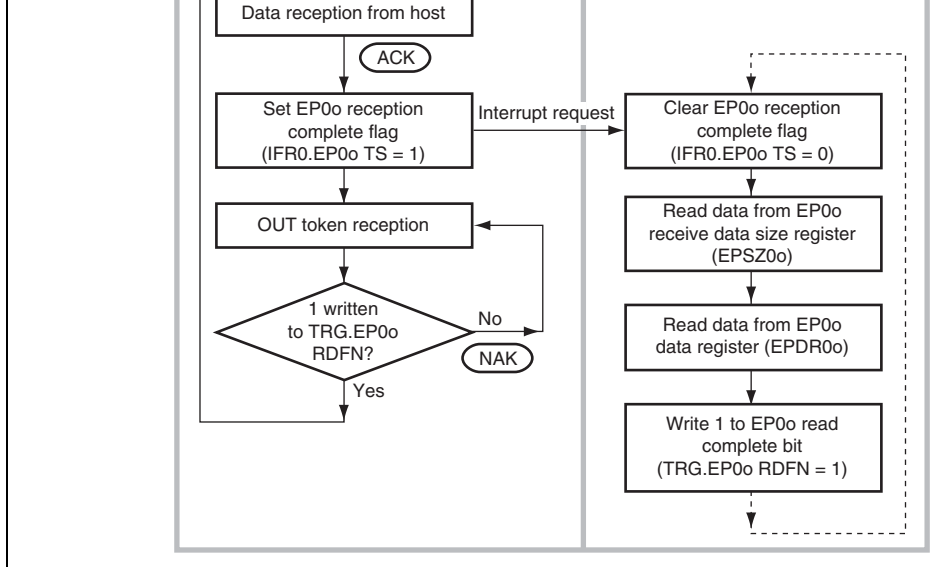 Data reception from host
ACK
Set EP0o reception
complete flag
(IFR0.EP0o TS = 1)
Interrupt request
Clear EP0o reception
complete flag
(IFR0.EP0o TS = 0)
OUT token reception
Read data from EP0o
receive data size register
(EPSZ0o)
1 written
to TRG.EP0o
RDFN?
No
NAK
Yes
Read data from EP0o
data register (EPDR0o)
Write 1 to EP0o read
complete bit
(TRG.EP0o RDFN = 1)